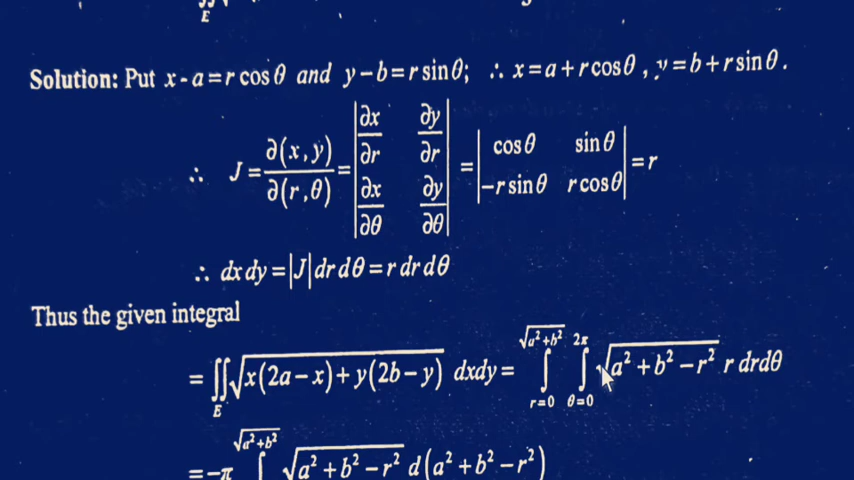 ∬
E
Solution: Put x - a = r cos θ and y − b = r sin θ; ∴ x = a + r cos θ , y = b + r sin θ .
∴ J = ∂(x, y)/∂(r, θ) = | ∂x/∂r ∂y/∂r ; ∂x/∂θ ∂y/∂θ | = | cos θ sin θ ; −r sin θ r cos θ | = r
∴ dx dy = |J| dr dθ = r dr dθ
Thus the given integral
= ∬_E √(x(2a − x) + y(2b − y)) dxdy = ∫_{r=0}^{√(a²+b²)} ∫_{θ=0}^{2π} √(a² + b² − r²) r drdθ
= −π ∫^{√(a²+b²)} √(a² + b² − r²) d(a² + b² − r²)